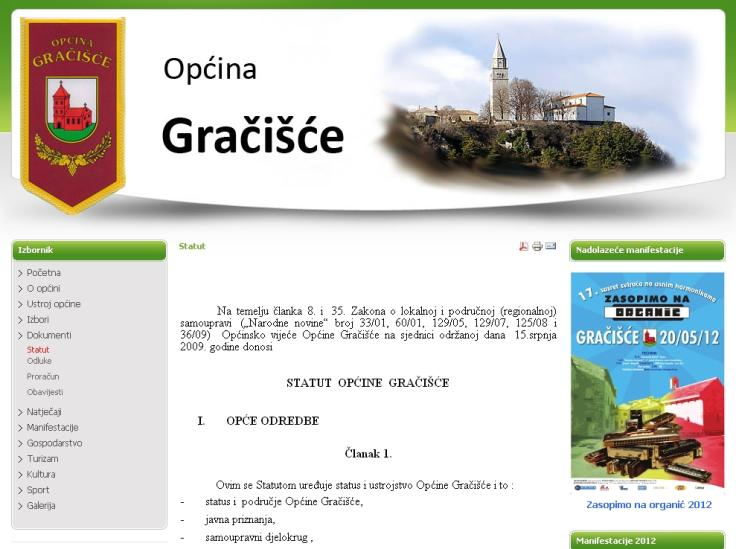 OPĆINA
GRAČIŠĆE
Općina
Gračišće
Izbornik
Početna
O općini
Ustroj općine
Izbori
Dokumenti
Statut
Odluke
Proračun
Obavijesti
Natječaji
Manifestacije
Gospodarstvo
Turizam
Kultura
Sport
Galerija
Statut
Na temelju članka 8. i 35. Zakona o lokalnoj i područnoj (regionalnoj)
samoupravi („Narodne novine“ broj 33/01, 60/01, 129/05, 129/07, 125/08 i
36/09) Općinsko vijeće Općine Gračišće na sjednici održanoj dana 15.srpnja
2009. godine donosi
STATUT OPĆINE GRAČIŠĆE
I. OPĆE ODREDBE
Članak 1.
Ovim se Statutom uređuje status i ustrojstvo Općine Gračišće i to :
- status i područje Općine Gračišće,
- javna priznanja,
- samoupravni djelokrug ,
Nadolazeće manifestacije
17. susret svirača na usnim harmonikama
ZASOPIMO NA
ORGANIĆ
GRAČIŠĆE 20/05/12
Zasopimo na organić 2012
Manifestacije 2012